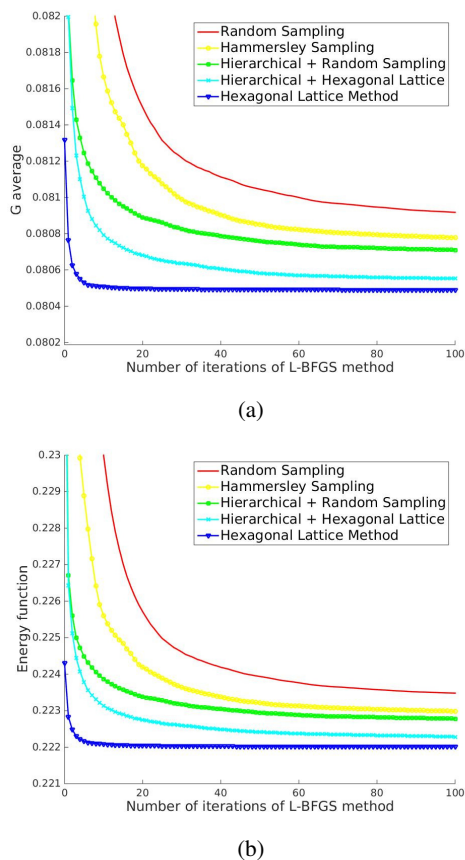 0.082
0.0818
0.0816
0.0814
0.0812
0.081
0.0808
0.0806
0.0804
0.0802
G average
Random Sampling
Hammersley Sampling
Hierarchical + Random Sampling
Hierarchical + Hexagonal Lattice
Hexagonal Lattice Method
0 20 40 60 80 100
Number of iterations of L-BFGS method
(a)
0.23
0.229
0.228
0.227
0.226
0.225
0.224
0.223
0.222
0.221
Energy function
Random Sampling
Hammersley Sampling
Hierarchical + Random Sampling
Hierarchical + Hexagonal Lattice
Hexagonal Lattice Method
0 20 40 60 80 100
Number of iterations of L-BFGS method
(b)